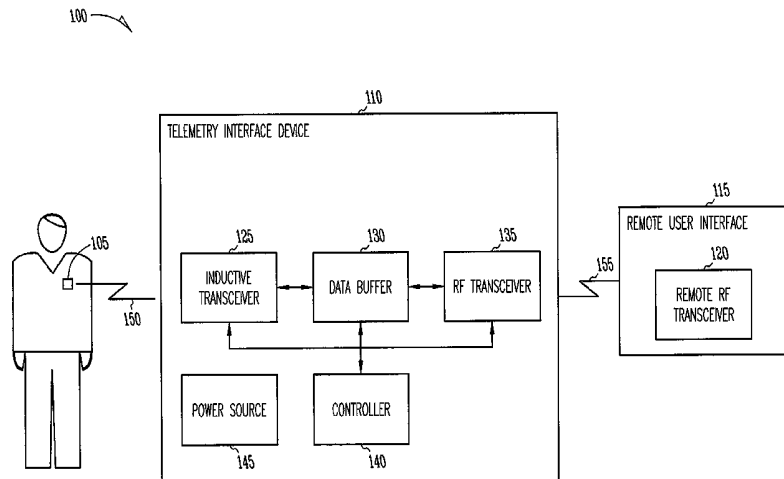 100
110
TELEMETRY INTERFACE DEVICE
115
REMOTE USER INTERFACE
105
125
130
135
155
120
INDUCTIVE
TRANSCEIVER
DATA BUFFER
RF TRANSCEIVER
REMOTE RF
TRANSCEIVER
150
POWER SOURCE
CONTROLLER
145
140